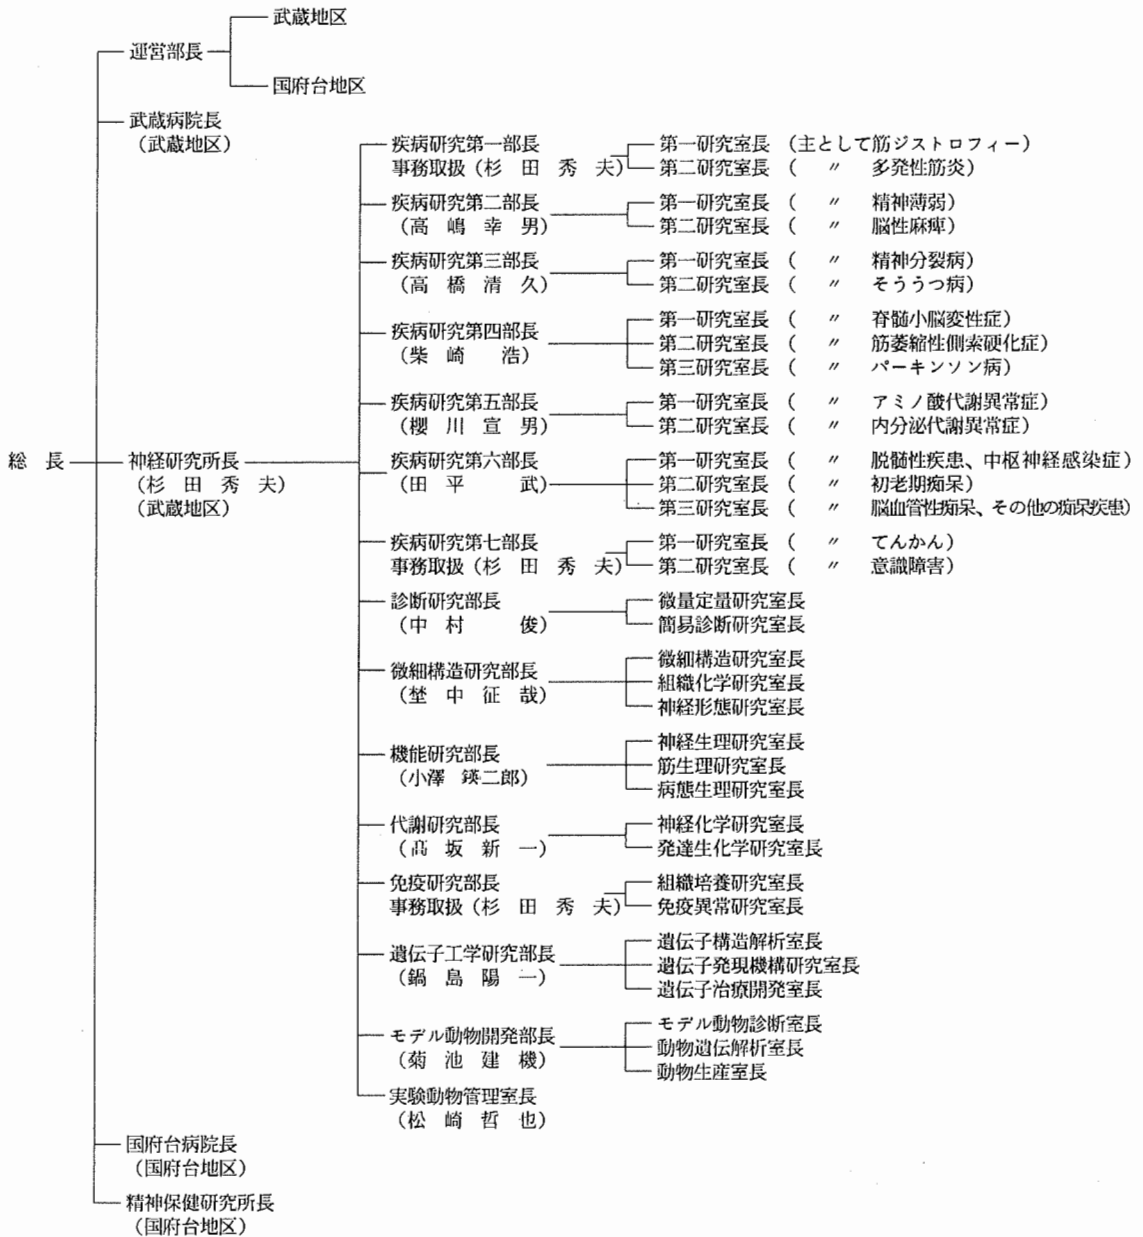 総　長
運営部長
武蔵地区
国府台地区
武蔵病院長
（武蔵地区）
神経研究所長
（杉　田　秀　夫）
（武蔵地区）
疾病研究第一部長
事務取扱（杉　田　秀　夫）
第一研究室長　（主として筋ジストロフィー）
第二研究室長　（　〃　多発性筋炎）
疾病研究第二部長
（高　嶋　幸　男）
第一研究室長　（　〃　精神薄弱）
第二研究室長　（　〃　脳性麻痺）
疾病研究第三部長
（高　橋　清　久）
第一研究室長　（　〃　精神分裂病）
第二研究室長　（　〃　そううつ病）
疾病研究第四部長
（柴　崎　　浩）
第一研究室長　（　〃　脊髄小脳変性症）
第二研究室長　（　〃　筋萎縮性側索硬化症）
第三研究室長　（　〃　パーキンソン病）
疾病研究第五部長
（櫻　川　宣　男）
第一研究室長　（　〃　アミノ酸代謝異常症）
第二研究室長　（　〃　内分泌代謝異常症）
疾病研究第六部長
（田　平　　武）
第一研究室長　（　〃　脱髄性疾患、中枢神経感染症）
第二研究室長　（　〃　初老期痴呆）
第三研究室長　（　〃　脳血管性痴呆、その他の痴呆疾患）
疾病研究第七部長
事務取扱（杉　田　秀　夫）
第一研究室長　（　〃　てんかん）
第二研究室長　（　〃　意識障害）
診断研究部長
（中　村　　俊）
微量定量研究室長
簡易診断研究室長
微細構造研究部長
（埜　中　征　哉）
微細構造研究室長
組織化学研究室長
神経形態研究室長
機能研究部長
（小澤　鍈二郎）
神経生理研究室長
筋生理研究室長
病態生理研究室長
代謝研究部長
（高　坂　新　一）
神経化学研究室長
発達生化学研究室長
免疫研究部長
事務取扱（杉　田　秀　夫）
組織培養研究室長
免疫異常研究室長
遺伝子工学研究部長
（鍋　島　陽　一）
遺伝子構造解析室長
遺伝子発現機構研究室長
遺伝子治療開発室長
モデル動物開発部長
（菊　池　建　機）
モデル動物診断室長
動物遺伝解析室長
動物生産室長
実験動物管理室長
（松　崎　哲　也）
国府台病院長
（国府台地区）
精神保健研究所長
（国府台地区）